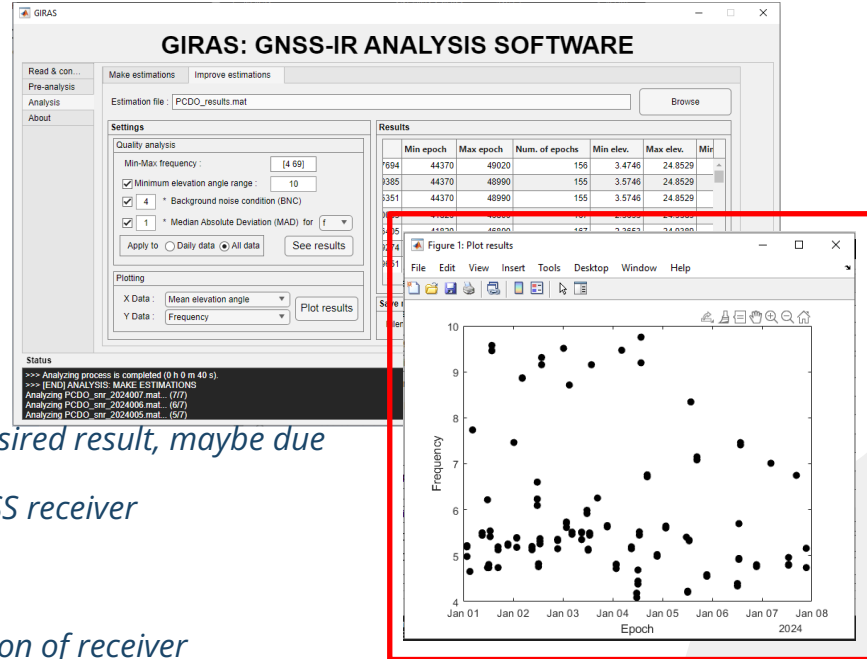 GIRAS
GIRAS: GNSS-IR ANALYSIS SOFTWARE
Read & con...
Pre-analysis
Analysis
About
Make estimations Improve estimations
Estimation file : PCDO_results.mat Browse
Settings
Quality analysis
Min-Max frequency : [4 69]
Minimum elevation angle range : 10
4 * Background noise condition (BNC)
1 * Median Absolute Deviation (MAD) for f
Apply to Daily data All data See results
Plotting
X Data : Mean elevation angle
Y Data : Frequency
Plot results
Results
Min epoch Max epoch Num. of epochs Min elev. Max elev.
7694 44370 49020 156 3.4746 24.8529
9385 44370 48990 155 3.5746 24.8529
5351 44370 48990 155 3.5746 24.8529
Status
>>> Analyzing process is completed (0 h 0 m 40 s).
>>> [END] ANALYSIS: MAKE ESTIMATIONS
Analyzing PCDO_snr_2024007.mat... (7/7)
Analyzing PCDO_snr_2024006.mat... (6/7)
Analyzing PCDO_snr_2024005.mat... (5/7)
Figure 1: Plot results
File Edit View Insert Tools Desktop Window Help
10
9
8
7
6
5
4
Frequency
Jan 01 Jan 02 Jan 03 Jan 04 Jan 05 Jan 06 Jan 07 Jan 08
Epoch 2024
sired result, maybe due
SS receiver
on of receiver